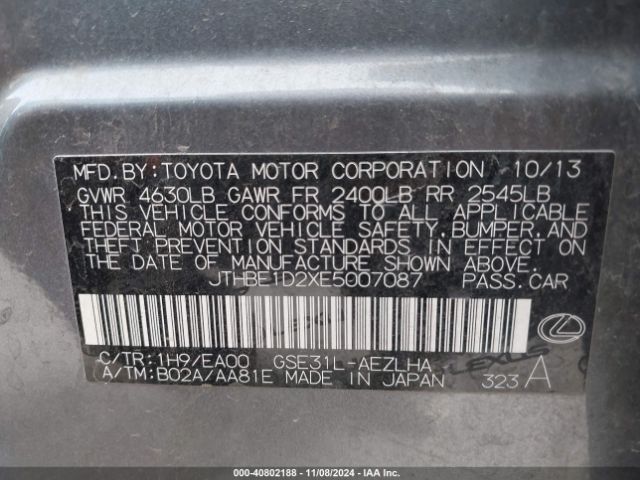 MFD.BY:TOYOTA MOTOR CORPORATION 10/13
GVWR 4630LB GAWR FR 2400LB RR 2545LB
THIS VEHICLE CONFORMS TO ALL APPLICABLE
FEDERAL MOTOR VEHICLE SAFETY,BUMPER,AND
THEFT PREVENTION STANDARDS IN EFFECT ON
THE DATE OF MANUFACTURE SHOWN ABOVE.
JTHBE1D2XE5007087 PASS.CAR
C/TR:1H9/EA00 GSE31L-AEZLHA
A/TM:B02A/AA81E MADE IN JAPAN 323 A
LEXUS
000-40802188 - 11/08/2024 - IAA, Inc.